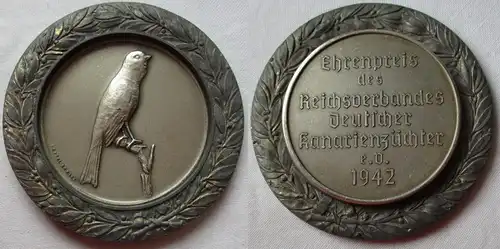 Ehrenpreis
des
Reichsverbandes
deutscher
Kanarienzüchter
e.V.
1942